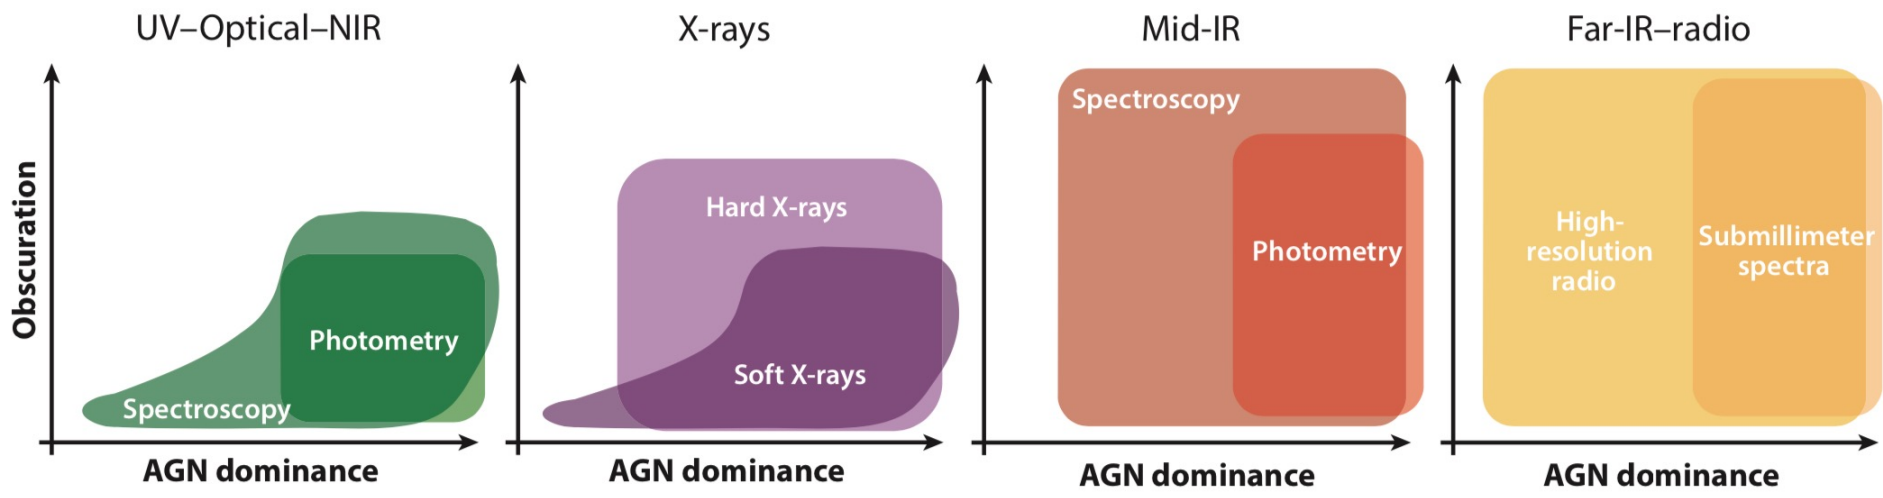 UV–Optical–NIR
Obscuration
Photometry
Spectroscopy
AGN dominance
X-rays
Hard X-rays
Soft X-rays
AGN dominance
Mid-IR
Spectroscopy
Photometry
AGN dominance
Far-IR–radio
High-
resolution
radio
Submillimeter
spectra
AGN dominance